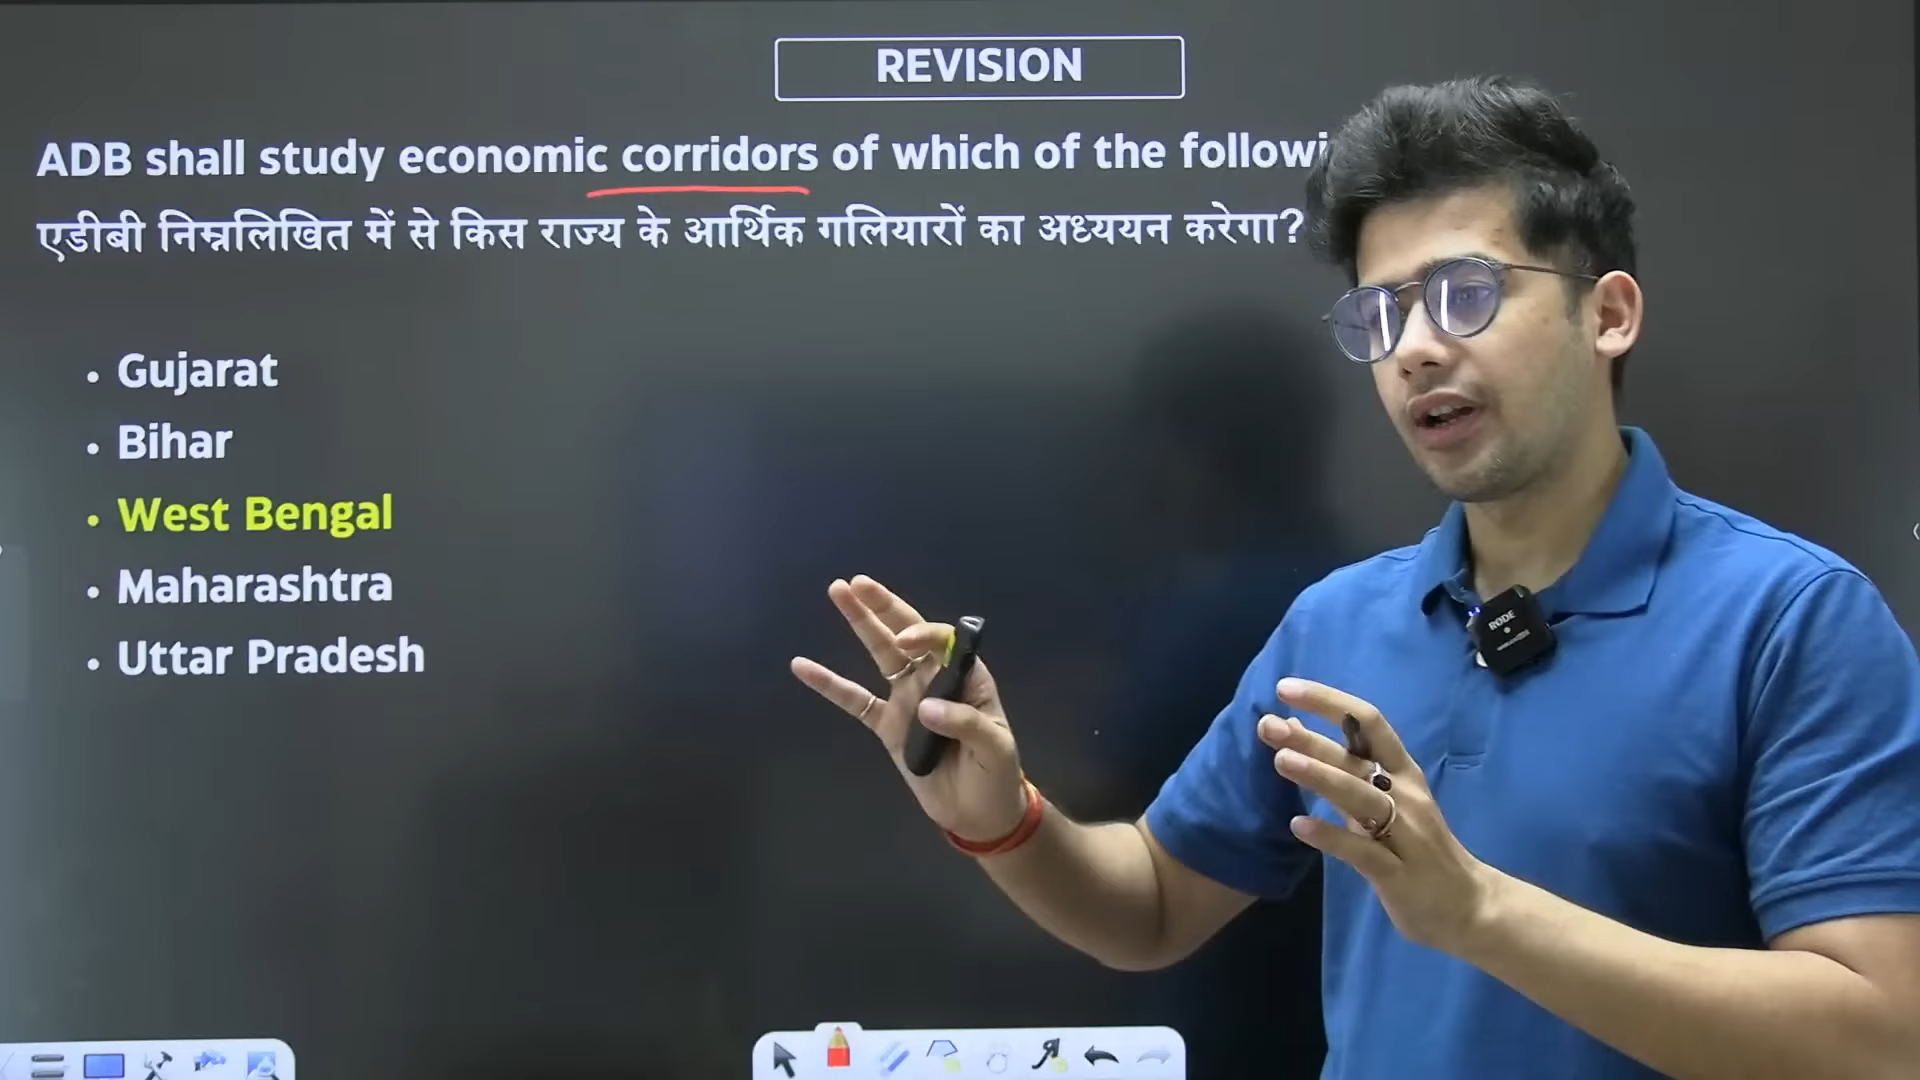 REVISION
ADB shall study economic corridors of which of the
एडीबी निम्नलिखित में से किस राज्य के आर्थिक गलियारों का अध्ययन करेगा?
Gujarat
Bihar
West Bengal
Maharashtra
Uttar Pradesh
RODE